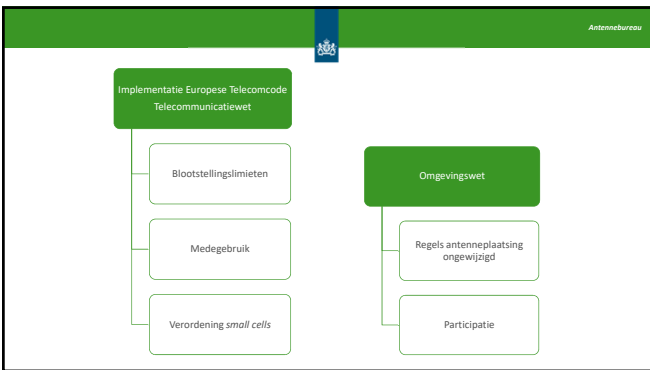 Antennebureau
Implementatie Europese Telecomcode
Telecommunicatiewet
Blootstellingslimieten
Medegebruik
Verordening small cells
Omgevingswet
Regels antenneplaatsing
ongewijzigd
Participatie